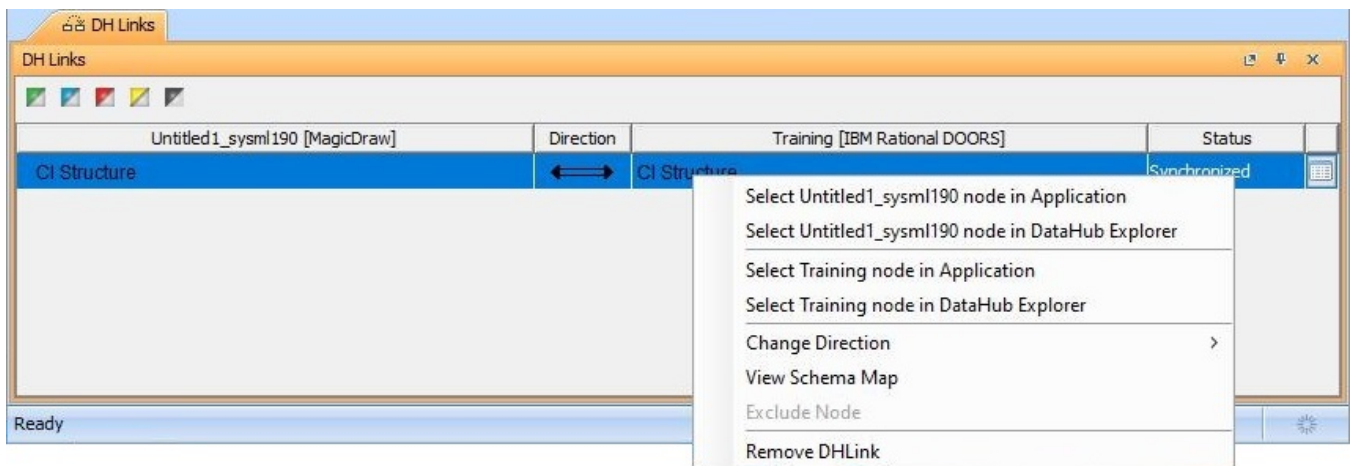 DH Links
DH Links
Untitled1_sysml190 [MagicDraw] Direction Training [IBM Rational DOORS] Status
CI Structure CI Structure Synchronized
Select Untitled1_sysml190 node in Application
Select Untitled1_sysml190 node in DataHub Explorer
Select Training node in Application
Select Training node in DataHub Explorer
Change Direction
View Schema Map
Exclude Node
Ready
Remove DHLink